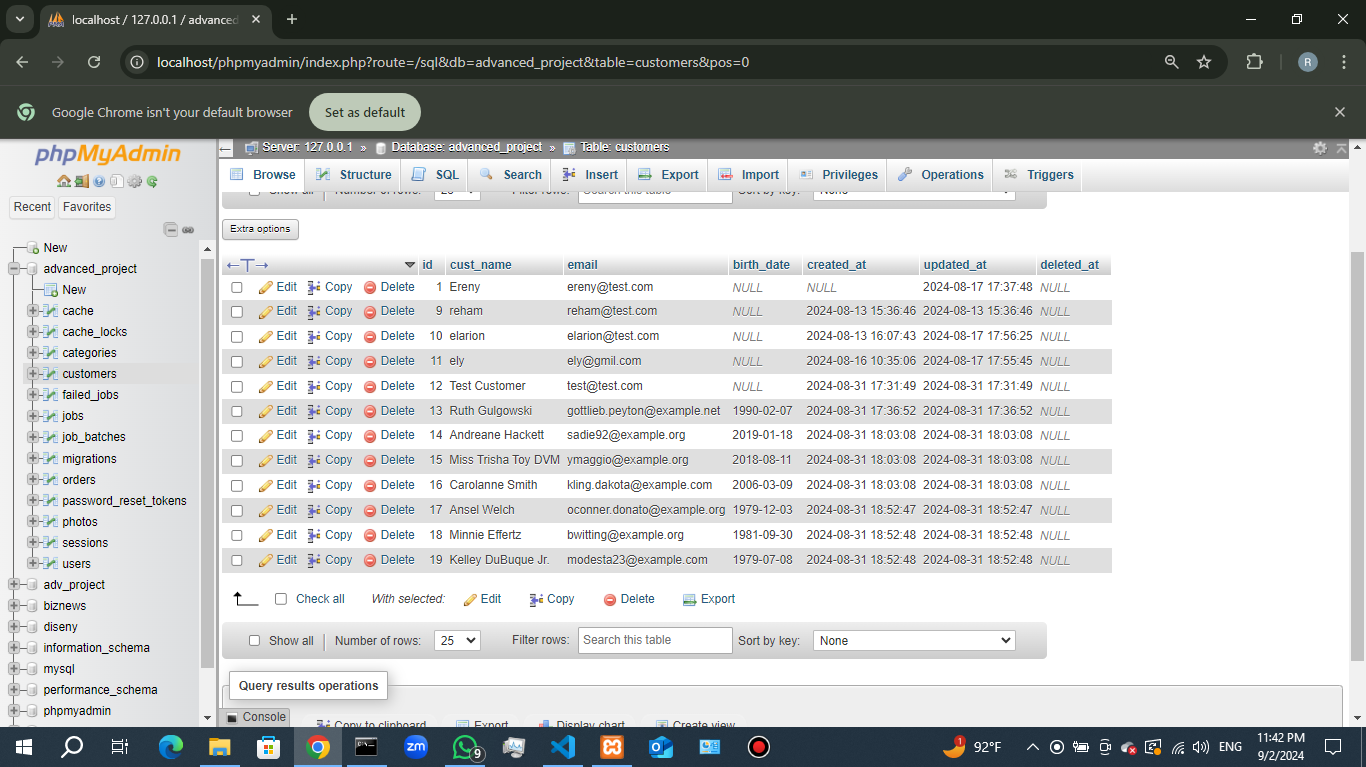 localhost / 127.0.0.1 / advanced
localhost/phpmyadmin/index.php?route=/sql&db=advanced_project&table=customers&pos=0
R
Google Chrome isn't your default browser
Set as default
phpMyAdmin
Recent
Favorites
New
advanced_project
New
cache
cache_locks
categories
customers
failed_jobs
jobs
job_batches
migrations
orders
password_reset_tokens
photos
sessions
users
adv_project
biznews
diseny
information_schema
mysql
performance_schema
phpmyadmin
Server: 127.0.0.1 » Database: advanced_project » Table: customers
Browse Structure SQL Search Insert Export Import Privileges Operations Triggers
Show all Number of rows: 25 Filter rows: Search this table Sort by key: None
Extra options
←T→ id cust_name email birth_date created_at updated_at deleted_at
Edit Copy Delete 1 Ereny ereny@test.com NULL NULL 2024-08-17 17:37:48 NULL
Edit Copy Delete 9 reham reham@test.com NULL 2024-08-13 15:36:46 2024-08-13 15:36:46 NULL
Edit Copy Delete 10 elarion elarion@test.com NULL 2024-08-13 16:07:43 2024-08-17 17:56:25 NULL
Edit Copy Delete 11 ely ely@gmil.com NULL 2024-08-16 10:35:06 2024-08-17 17:55:45 NULL
Edit Copy Delete 12 Test Customer test@test.com NULL 2024-08-31 17:31:49 2024-08-31 17:31:49 NULL
Edit Copy Delete 13 Ruth Gulgowski gottlieb.peyton@example.net 1990-02-07 2024-08-31 17:36:52 2024-08-31 17:36:52 NULL
Edit Copy Delete 14 Andreane Hackett sadie92@example.org 2019-01-18 2024-08-31 18:03:08 2024-08-31 18:03:08 NULL
Edit Copy Delete 15 Miss Trisha Toy DVM ymaggio@example.org 2018-08-11 2024-08-31 18:03:08 2024-08-31 18:03:08 NULL
Edit Copy Delete 16 Carolanne Smith kling.dakota@example.com 2006-03-09 2024-08-31 18:03:08 2024-08-31 18:03:08 NULL
Edit Copy Delete 17 Ansel Welch oconner.donato@example.org 1979-12-03 2024-08-31 18:52:47 2024-08-31 18:52:47 NULL
Edit Copy Delete 18 Minnie Effertz bwitting@example.org 1981-09-30 2024-08-31 18:52:48 2024-08-31 18:52:48 NULL
Edit Copy Delete 19 Kelley DuBuque Jr. modesta23@example.com 1979-07-08 2024-08-31 18:52:48 2024-08-31 18:52:48 NULL
Check all With selected: Edit Copy Delete Export
Show all Number of rows: 25 Filter rows: Search this table Sort by key: None
Query results operations
Console
Copy to clipboard Export Display chart Create view
zm
9
1
92°F
ENG
11:42 PM
9/2/2024